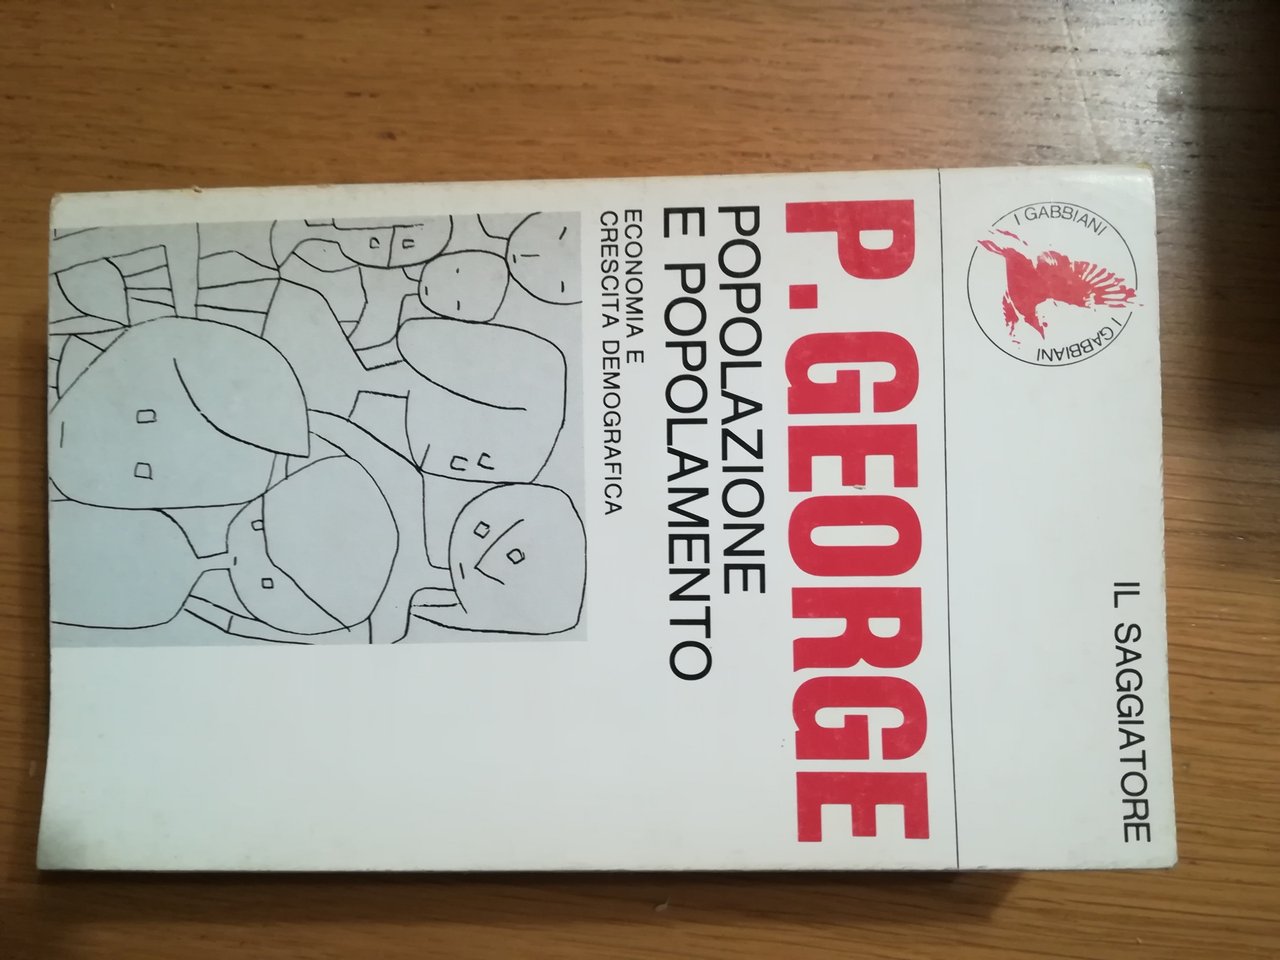 I GABBIANI
I GABBIANI
IL SAGGIATORE
P. GEORGE
POPOLAZIONE
E POPOLAMENTO
ECONOMIA E
CRESCITA DEMOGRAFICA